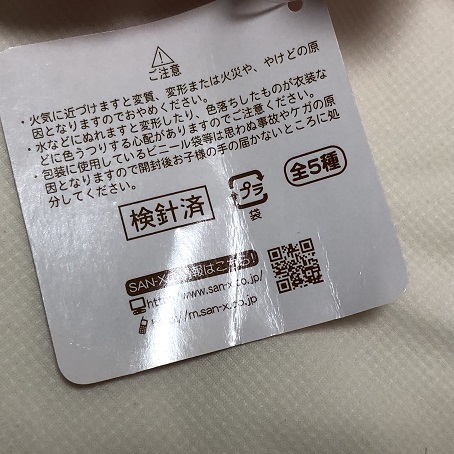 ご注意
・火気に近づけますと変質、変形または火災や、やけどの原
因となりますのでおやめください。
・水などにぬれますと変形したり、色落ちしたものが衣装な
どに色うつりする心配がありますのでご注意ください。
・包装に使用しているビニール袋等は思わぬ事故やケガの原
因となりますので開封後お子様の手の届かないところに処
分してください。
検針済
プラ
袋
全5種
SAN-X 情報はこちら!
http://www.san-x.co.jp/
http://m.san-x.co.jp